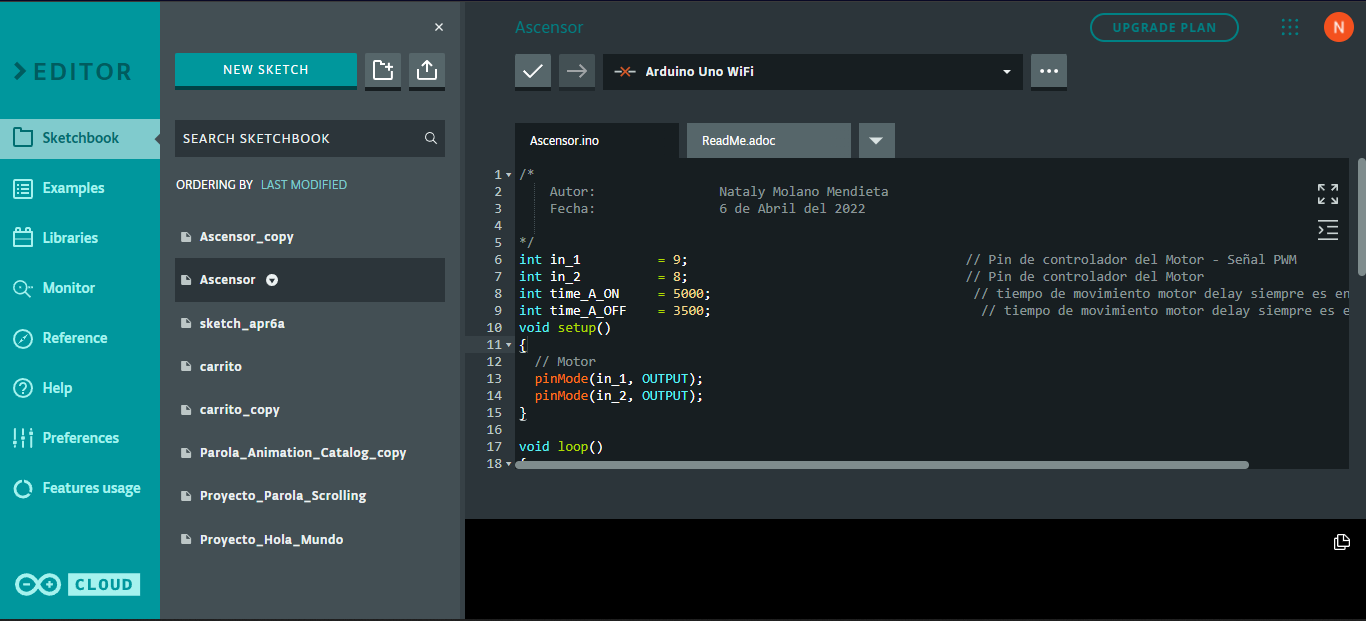 EDITOR
Sketchbook
Examples
Libraries
Monitor
Reference
Help
Preferences
Features usage
CLOUD
NEW SKETCH
SEARCH SKETCHBOOK
ORDERING BY LAST MODIFIED
Ascensor_copy
Ascensor
sketch_apr6a
carrito
carrito_copy
Parola_Animation_Catalog_copy
Proyecto_Parola_Scrolling
Proyecto_Hola_Mundo
Ascensor
UPGRADE PLAN
N
Arduino Uno WiFi
Ascensor.ino
ReadMe.adoc
1 /*
2 Autor: Nataly Molano Mendieta
3 Fecha: 6 de Abril del 2022
4
5 */
6 int in_1 = 9; // Pin de controlador del Motor - Señal PWM
7 int in_2 = 8; // Pin de controlador del Motor
8 int time_A_ON = 5000; // tiempo de movimiento motor delay siempre es en
9 int time_A_OFF = 3500; // tiempo de movimiento motor delay siempre es e
10 void setup()
11 {
12 // Motor
13 pinMode(in_1, OUTPUT);
14 pinMode(in_2, OUTPUT);
15 }
16
17 void loop()
18 {